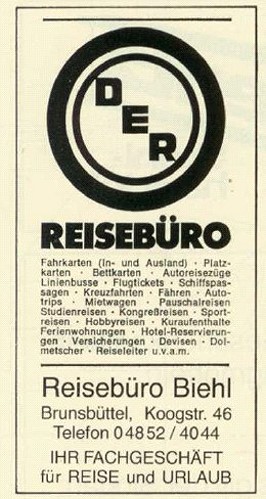 DER
REISEBÜRO
Fahrkarten (In- und Ausland) · Platz-
karten · Bettkarten · Autoreisezüge
Linienbusse · Flugtickets · Schiffspas-
sagen · Kreuzfahrten · Fähren · Auto-
trips · Mietwagen · Pauschalreisen
Studienreisen · Kongreßreisen · Sport-
reisen · Hobbyreisen · Kuraufenthalte
Ferienwohnungen · Hotel-Reservierun-
gen · Versicherungen · Devisen · Dol-
metscher · Reiseleiter u.v.a.m.
Reisebüro Biehl
Brunsbüttel, Koogstr. 46
Telefon 04852/4044
IHR FACHGESCHÄFT
für REISE und URLAUB